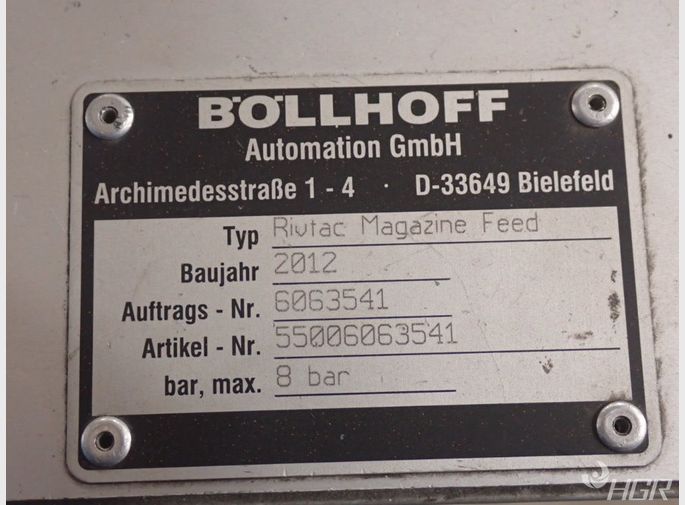 BÖLLHOFF
Automation GmbH
Archimedesstraße 1 - 4 · D-33649 Bielefeld
Typ Rivtac Magazine Feed
Baujahr 2012
Auftrags - Nr. 6063541
Artikel - Nr. 55006063541
bar, max. 8 bar
HGR